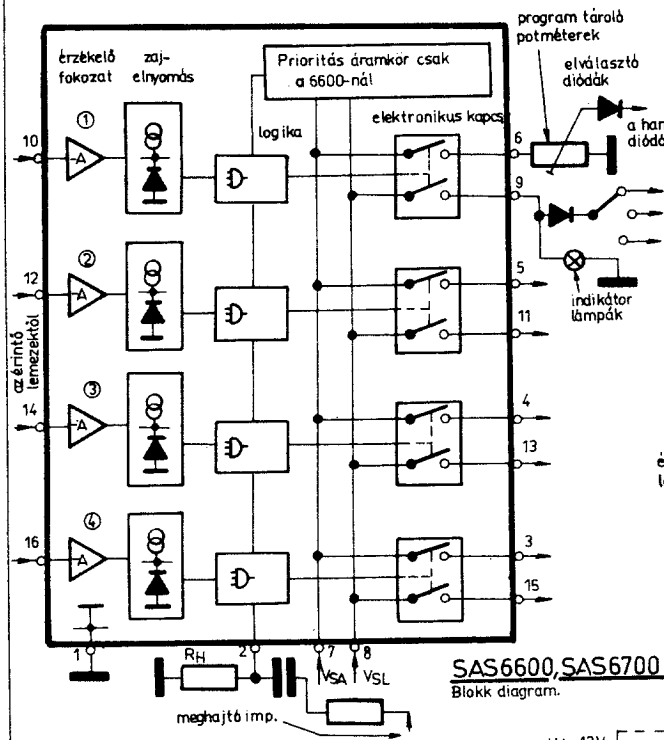 érzékelő fokozat
zaj-elnyomás
Prioritás áramkör csak
a 6600-nál
logika
elektronikus kapcs
program tároló
potméterek
elválasztó
diódák
a han
diódá
10
①
6
9
12
②
5
11
indikátor
lámpák
az érintő
lemezektől
14
③
4
13
16
④
3
15
1
RH
2
7
8
VSA
VSL
meghajtó imp.
SAS6600, SAS6700
Blokk diagram.